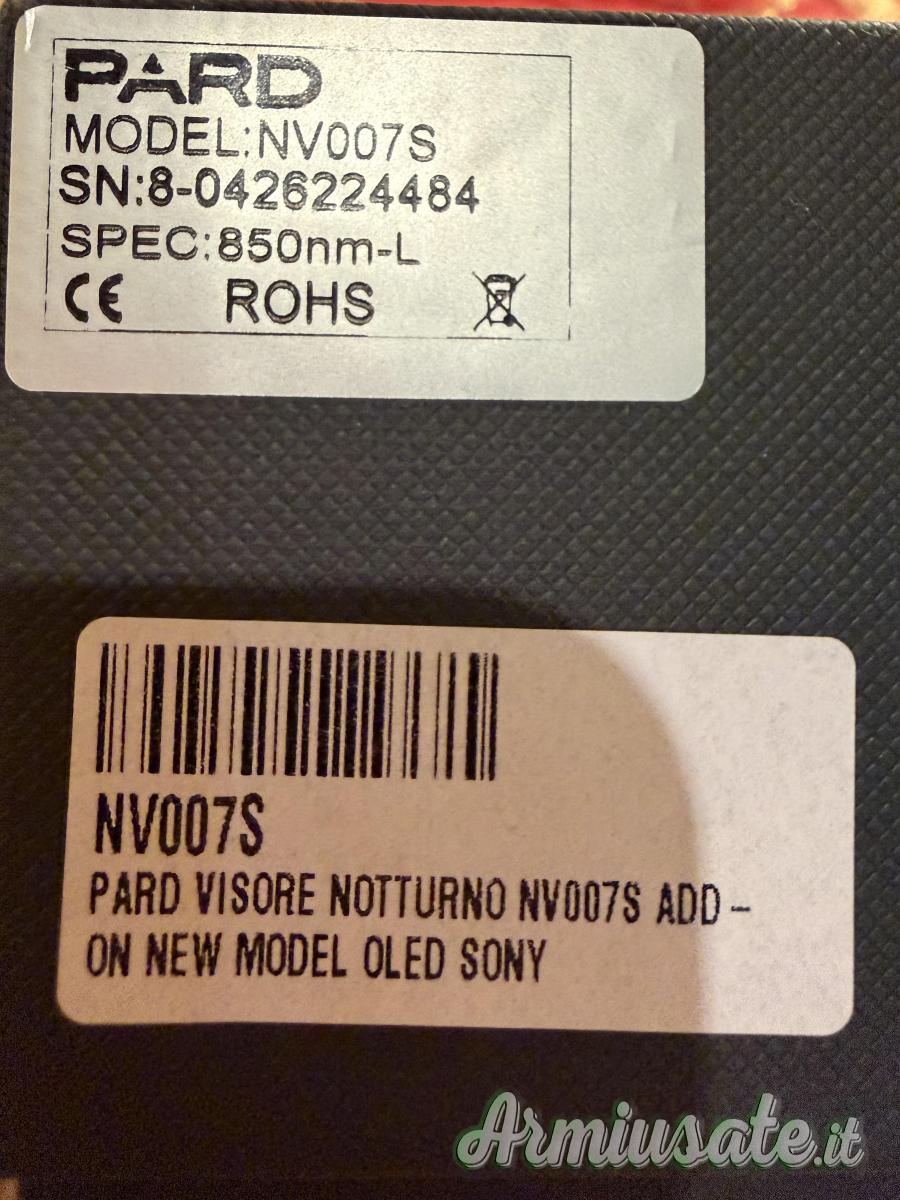 PARD
MODEL:NV007S
SN:8-0426224484
SPEC:850nm-L
CE ROHS
NV007S
PARD VISORE NOTTURNO NV007S ADD -
ON NEW MODEL OLED SONY
Armiusate.it